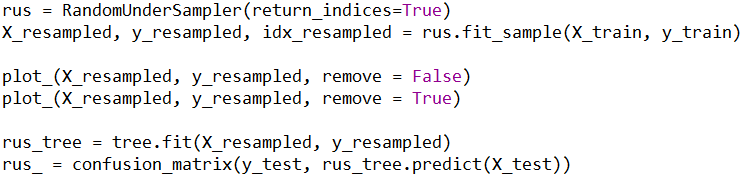 rus = RandomUnderSampler(return_indices=True)
X_resampled, y_resampled, idx_resampled = rus.fit_sample(X_train, y_train)
plot_(X_resampled, y_resampled, remove = False)
plot_(X_resampled, y_resampled, remove = True)
rus_tree = tree.fit(X_resampled, y_resampled)
rus_ = confusion_matrix(y_test, rus_tree.predict(X_test))